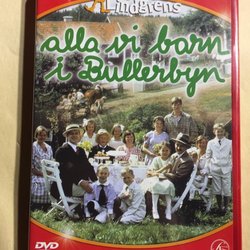 Lindgrens
alla vi barn
i Bullerbyn
DVD